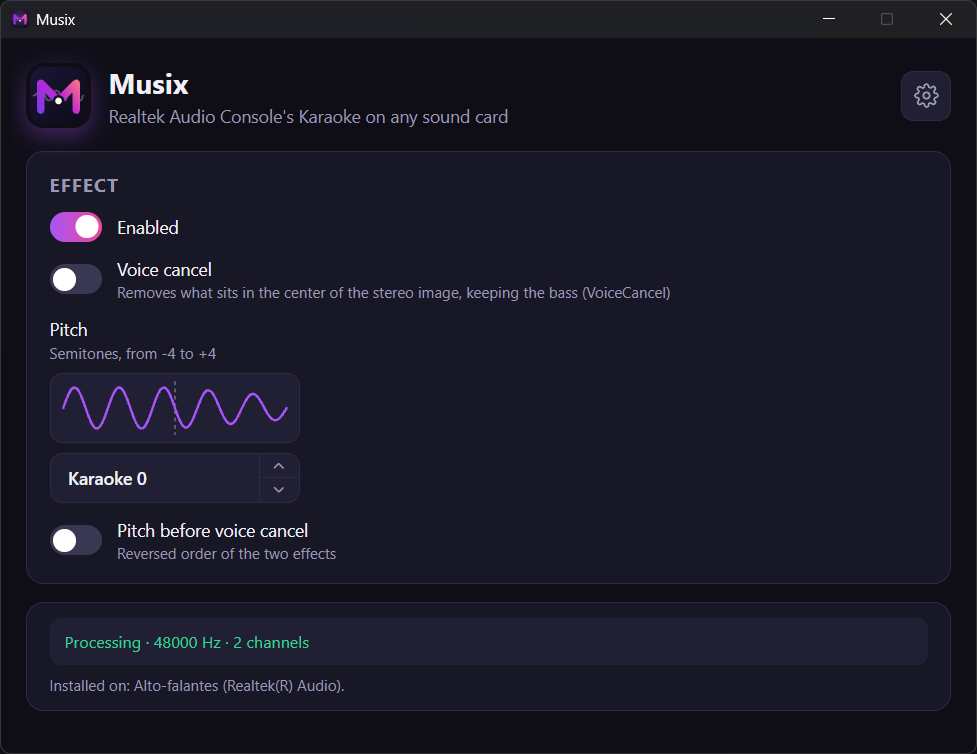 Musix
Musix
Realtek Audio Console's Karaoke on any sound card
EFFECT
Enabled
Voice cancel
Removes what sits in the center of the stereo image, keeping the bass (VoiceCancel)
Pitch
Semitones, from -4 to +4
Karaoke 0
Pitch before voice cancel
Reversed order of the two effects
Processing · 48000 Hz · 2 channels
Installed on: Alto-falantes (Realtek(R) Audio).